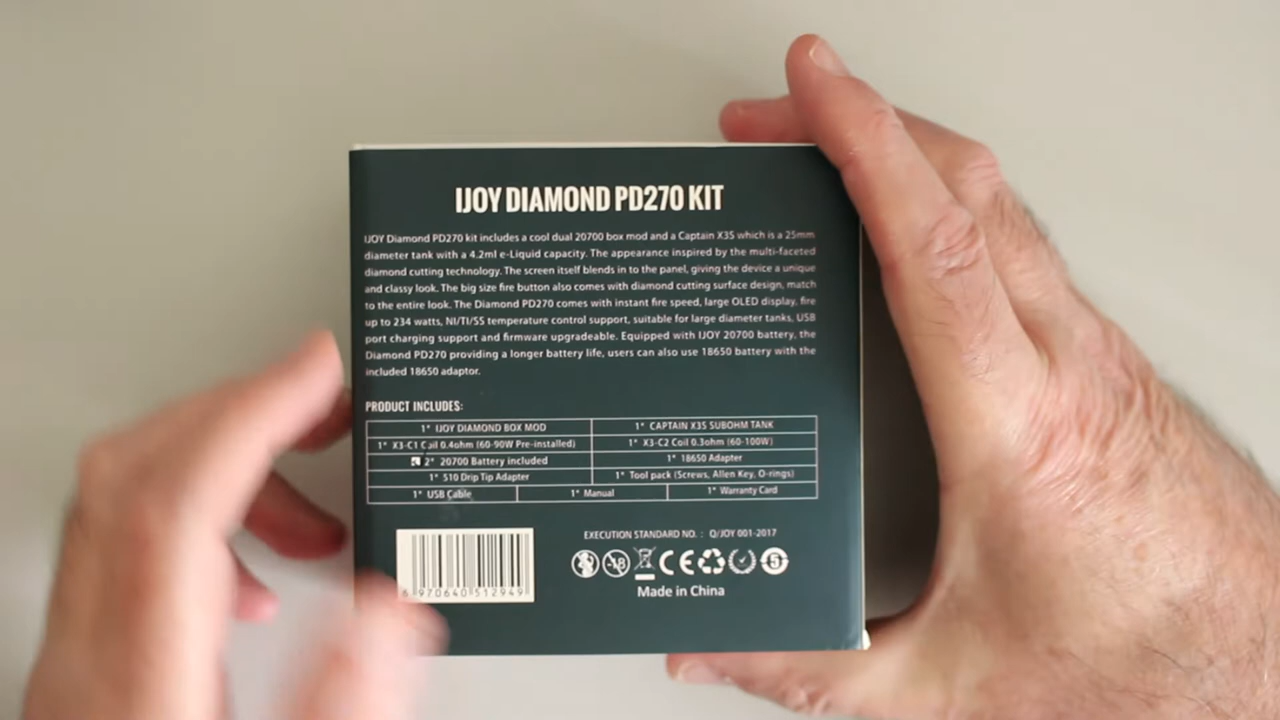 IJOY DIAMOND PD270 KIT
IJOY Diamond PD270 kit includes a cool dual 20700 box mod and a Captain X3S which is a 25mm
diameter tank with a 4.2ml e-Liquid capacity. The appearance inspired by the multi-faceted
diamond cutting technology. The screen itself blends in to the panel, giving the device a unique
and classy look. The big size fire button also comes with diamond cutting surface design, match
to the entire look. The Diamond PD270 comes with instant fire speed, large OLED display, fire
up to 234 watts, NI/TI/SS temperature control support, suitable for large diameter tanks, USB
port charging support and firmware upgradeable. Equipped with IJOY 20700 battery, the
Diamond PD270 providing a longer battery life, users can also use 18650 battery with the
included 18650 adaptor.
PRODUCT INCLUDES:
1* IJOY DIAMOND BOX MOD 1* CAPTAIN X3S SUBOHM TANK
1* X3-C1 Coil 0.4ohm (60-90W Pre-installed) 1* X3-C2 Coil 0.3ohm (60-100W)
2* 20700 Battery included 1* 18650 Adapter
1* 510 Drip Tip Adapter 1* Tool pack (Screws, Allen Key, O-rings)
1* USB Cable 1* Manual 1* Warranty Card
EXECUTION STANDARD NO. : Q/JOY 001-2017
-18 CE 5
Made in China
6 970640 512949